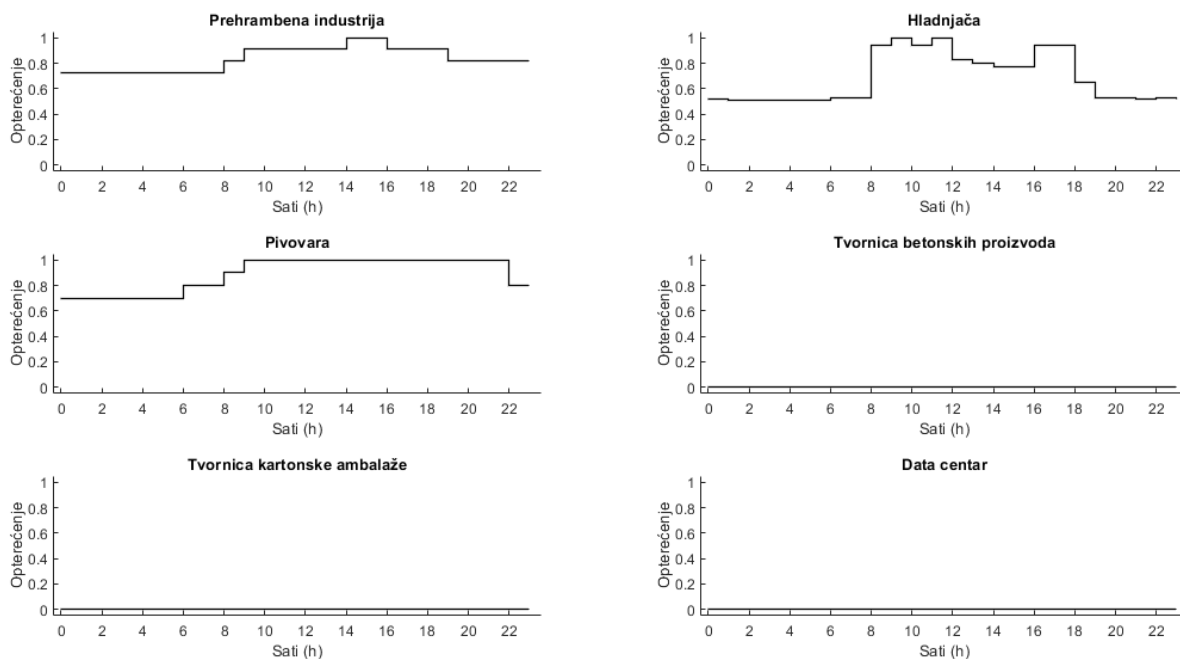 Prehrambena industrija
Opterećenje
1
0.8
0.6
0.4
0.2
0
0 2 4 6 8 10 12 14 16 18 20 22
Sati (h)
Hladnjača
Opterećenje
1
0.8
0.6
0.4
0.2
0
0 2 4 6 8 10 12 14 16 18 20 22
Sati (h)
Pivovara
Opterećenje
1
0.8
0.6
0.4
0.2
0
0 2 4 6 8 10 12 14 16 18 20 22
Sati (h)
Tvornica betonskih proizvoda
Opterećenje
1
0.8
0.6
0.4
0.2
0
0 2 4 6 8 10 12 14 16 18 20 22
Sati (h)
Tvornica kartonske ambalaže
Opterećenje
1
0.8
0.6
0.4
0.2
0
0 2 4 6 8 10 12 14 16 18 20 22
Sati (h)
Data centar
Opterećenje
1
0.8
0.6
0.4
0.2
0
0 2 4 6 8 10 12 14 16 18 20 22
Sati (h)